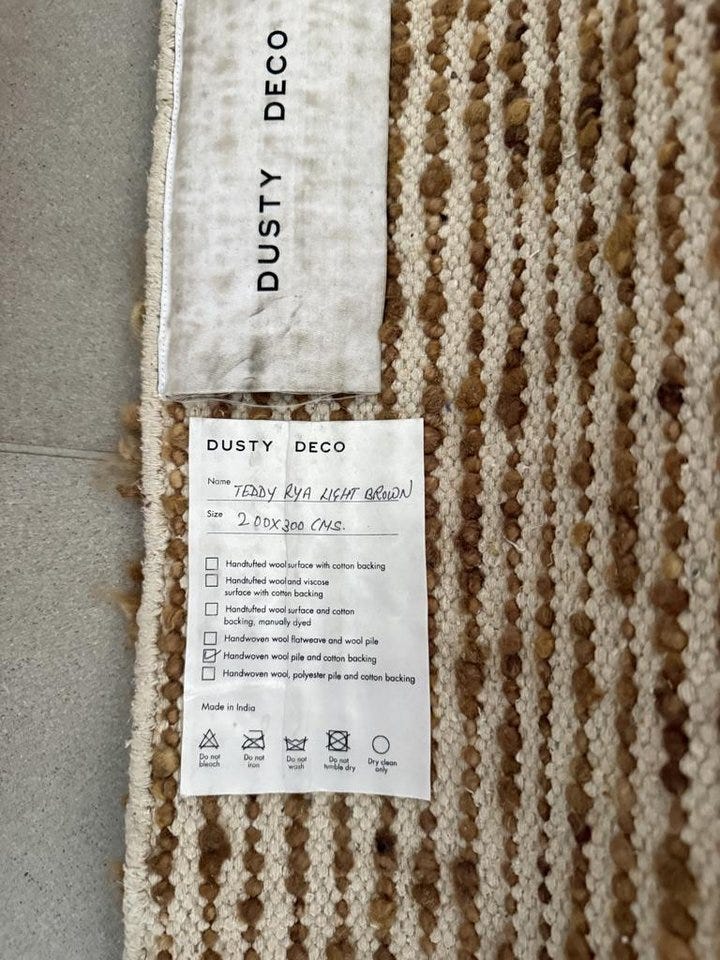 DUSTY DECO
DUSTY DECO
Name TEDDY RYA LIGHT BROWN
Size 200X300 CMS.
Handtufted wool surface with cotton backing
Handtufted wool and viscose
surface with cotton backing
Handtufted wool surface and cotton
backing, manually dyed
Handwoven wool flatweave and wool pile
Handwoven wool pile and cotton backing
Handwoven wool, polyester pile and cotton backing
Made in India
Do not
bleach
Do not
iron
Do not
wash
Do not
tumble dry
Dry clean
only